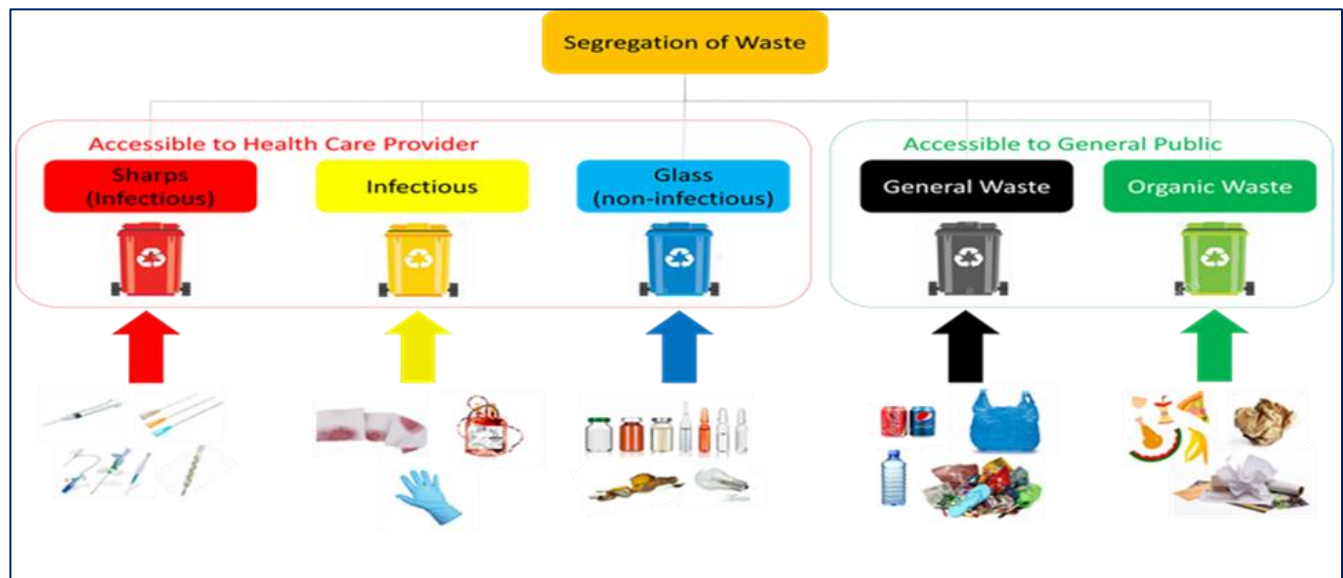 Segregation of Waste
Accessible to Health Care Provider
Accessible to General Public
Sharps
(Infectious)
Infectious
Glass
(non-infectious)
General Waste
Organic Waste
pepsi